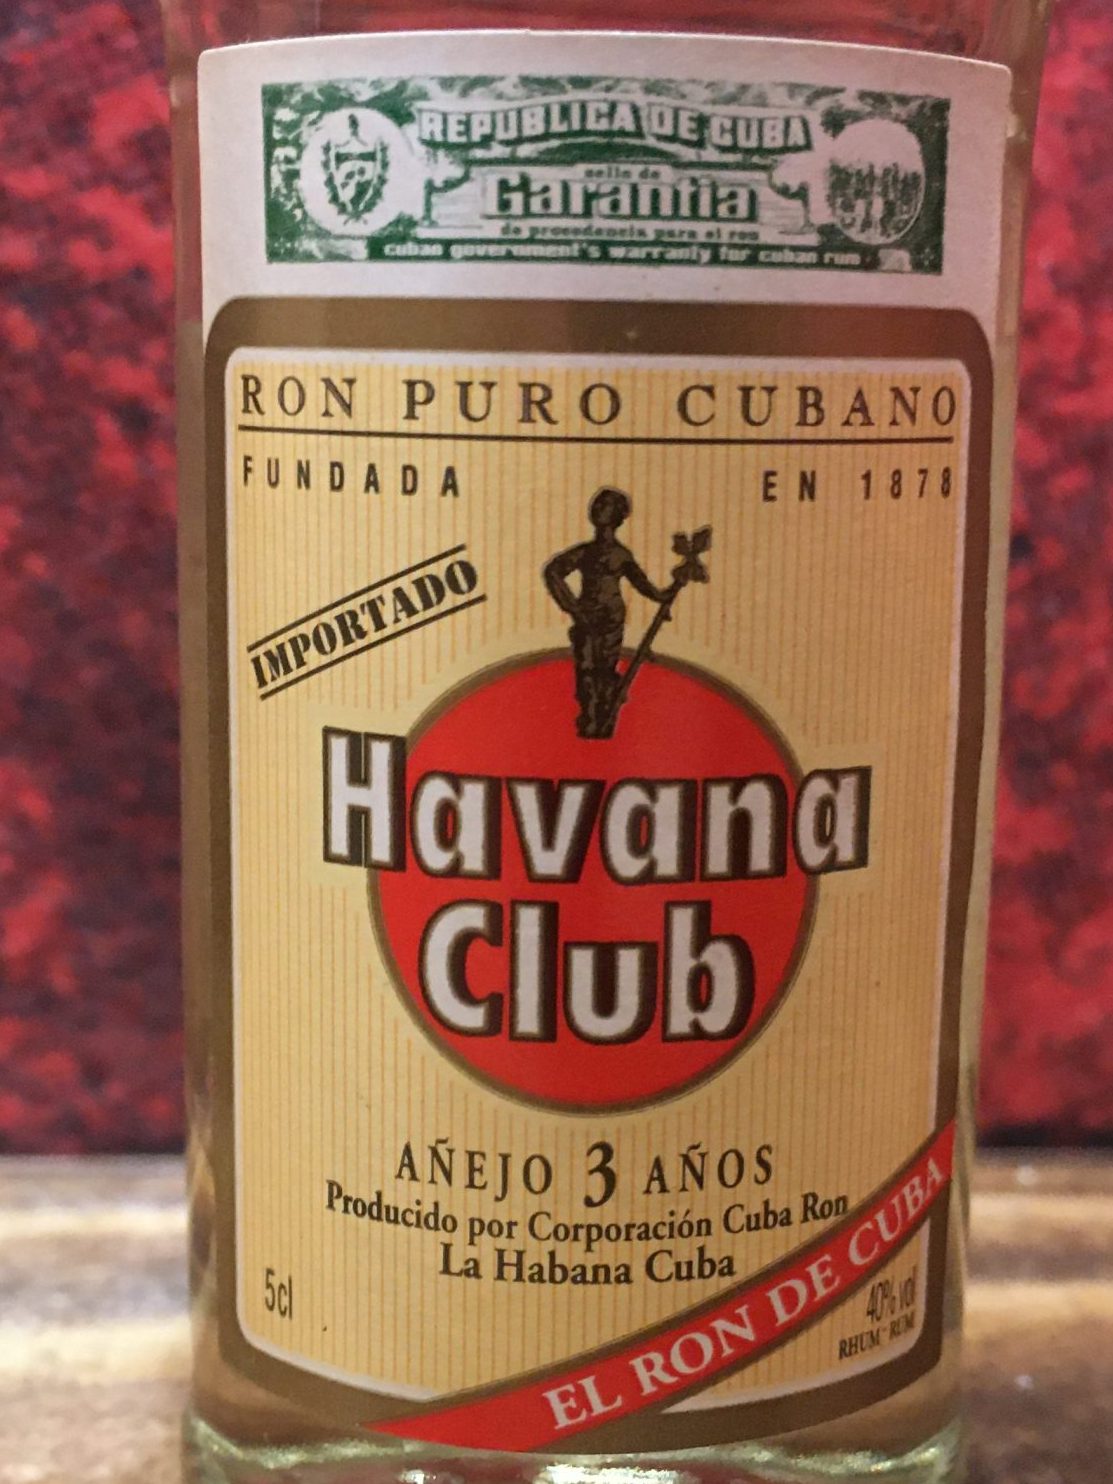 REPUBLICA DE CUBA
sello de
Garantia
de procedencia para el ron
cuban government's warranty for cuban rum
RON PURO CUBANO
FUNDADA EN 1878
IMPORTADO
Havana
Club
AÑEJO 3 AÑOS
Producido por Corporación Cuba Ron
La Habana Cuba
5cl
40% vol
RHUM - RUM
EL RON DE CUBA